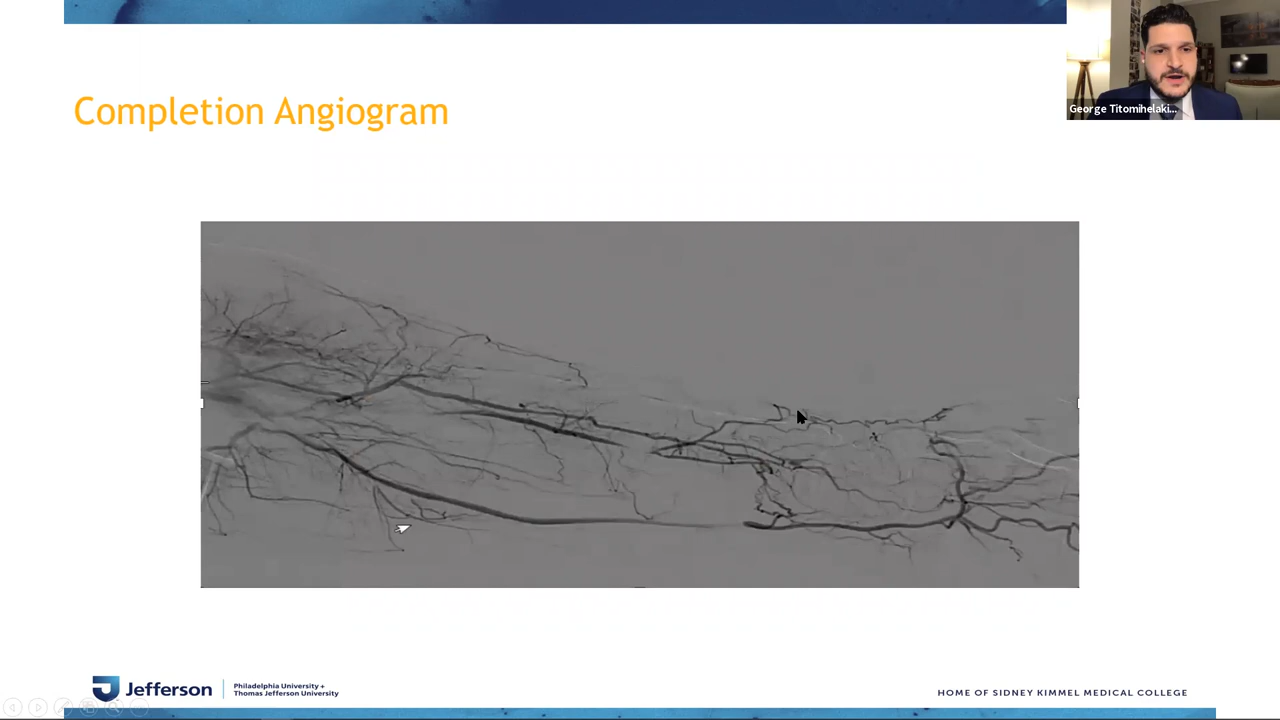 George Titomihelaki...
Completion Angiogram
Jefferson
Philadelphia University +
Thomas Jefferson University
HOME OF SIDNEY KIMMEL MEDICAL COLLEGE